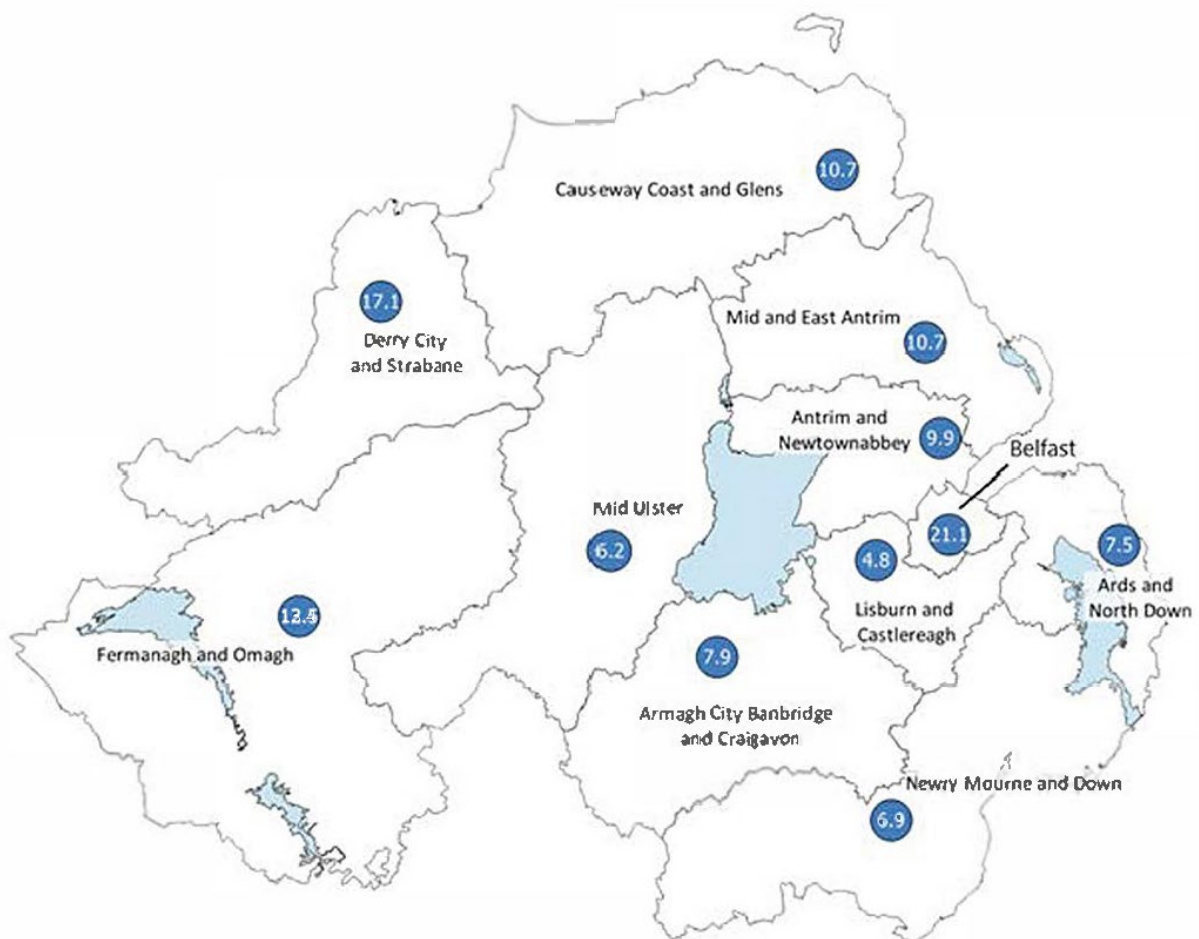 10.7
Causeway Coast and Glens
17.1
Derry City
and Strabane
Mid and East Antrim
10.7
Antrim and
Newtownabbey
9.9
Belfast
Mid Ulster
6.2
21.1
4.8
7.5
Ards and
North Down
Lisburn and
Castlereagh
Fermanagh and Omagh
7.9
Armagh City Banbridge
and Craigavon
Newry Mourne and Down
6.9